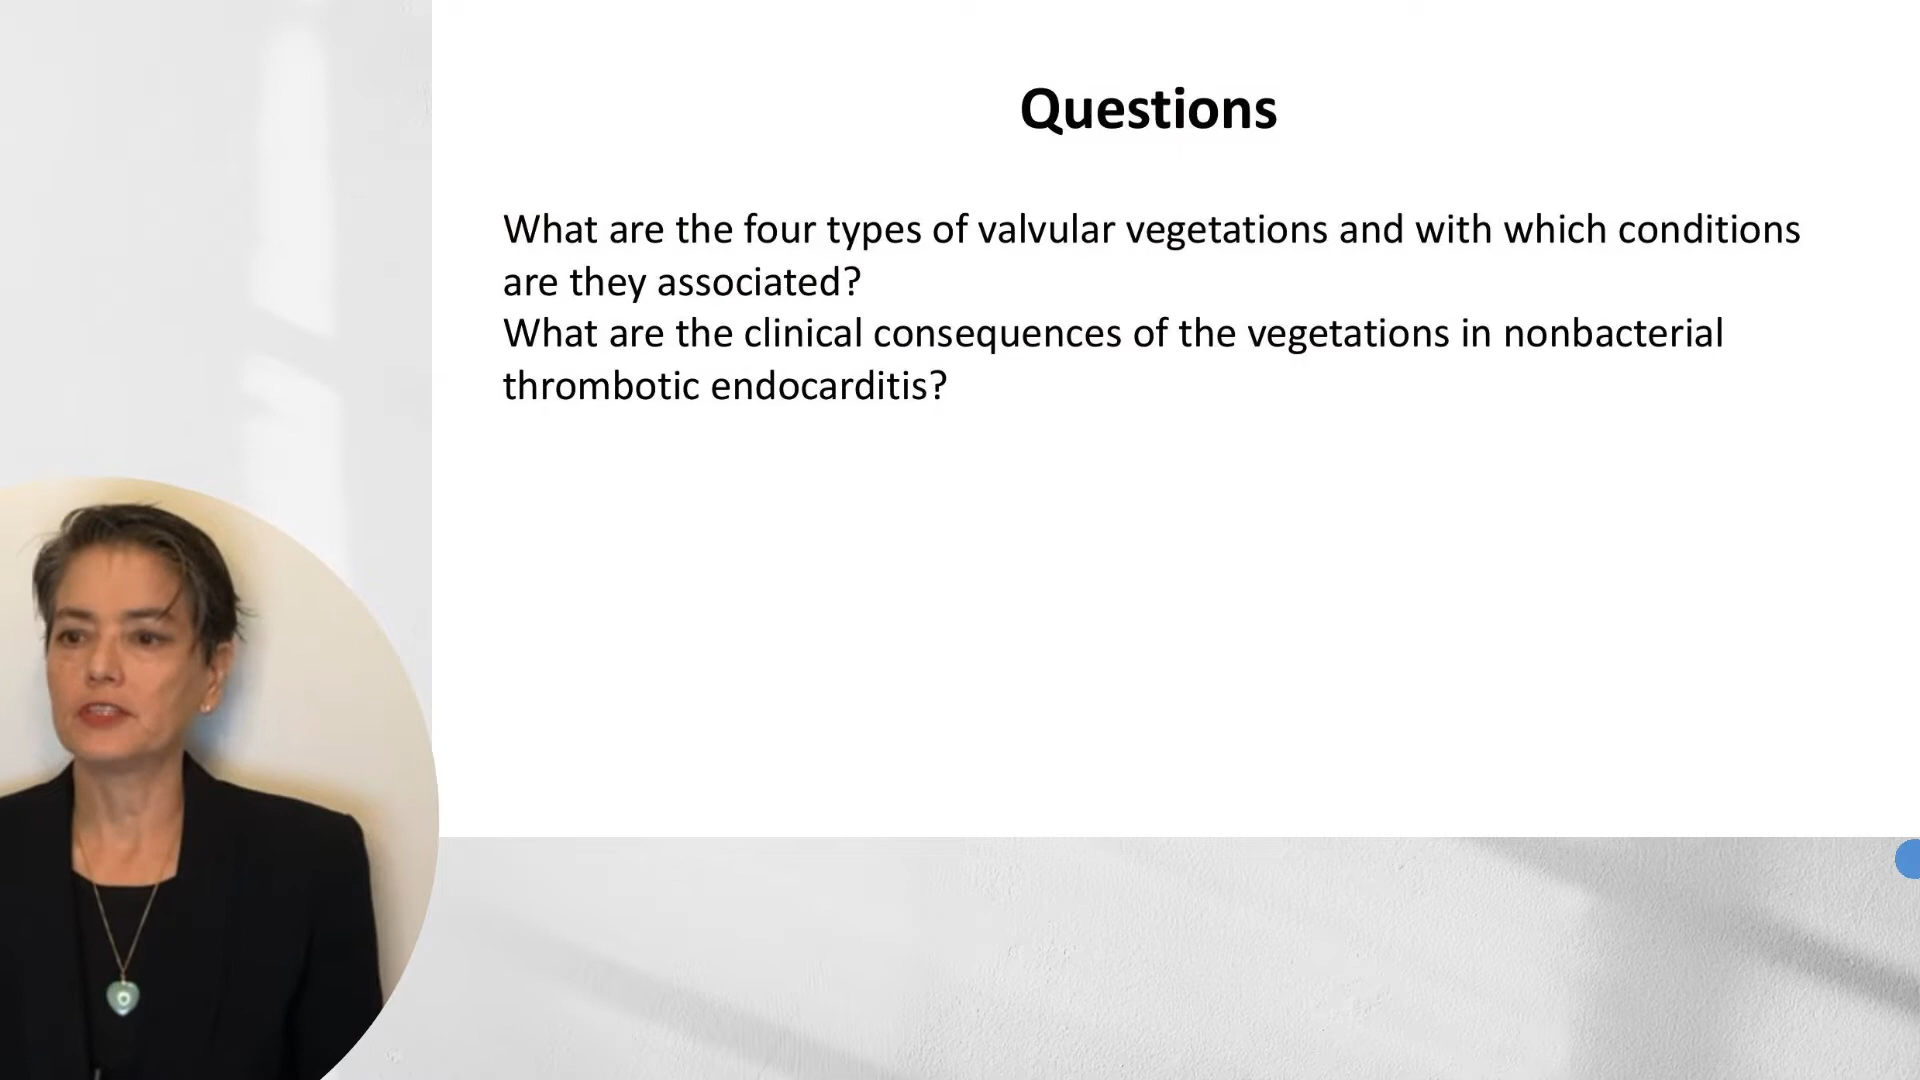 Questions
What are the four types of valvular vegetations and with which conditions
are they associated?
What are the clinical consequences of the vegetations in nonbacterial
thrombotic endocarditis?